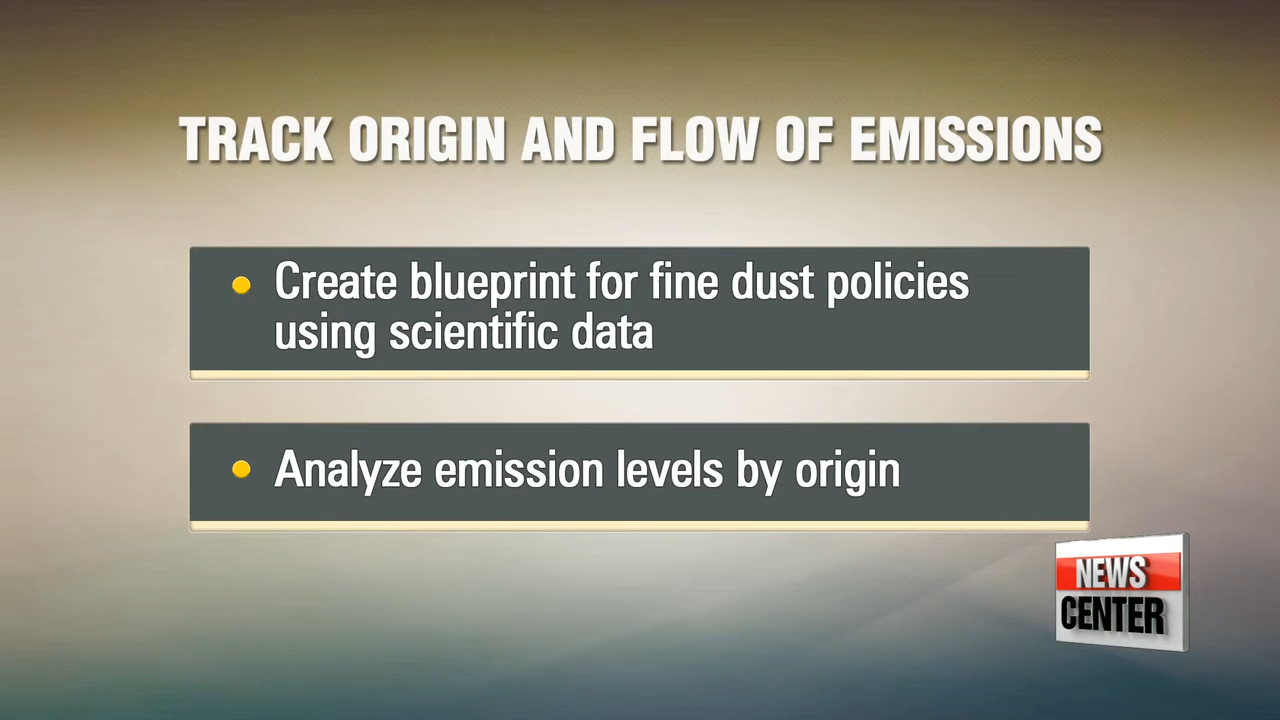 TRACK ORIGIN AND FLOW OF EMISSIONS
Create blueprint for fine dust policies
using scientific data
Analyze emission levels by origin
NEWS
CENTER